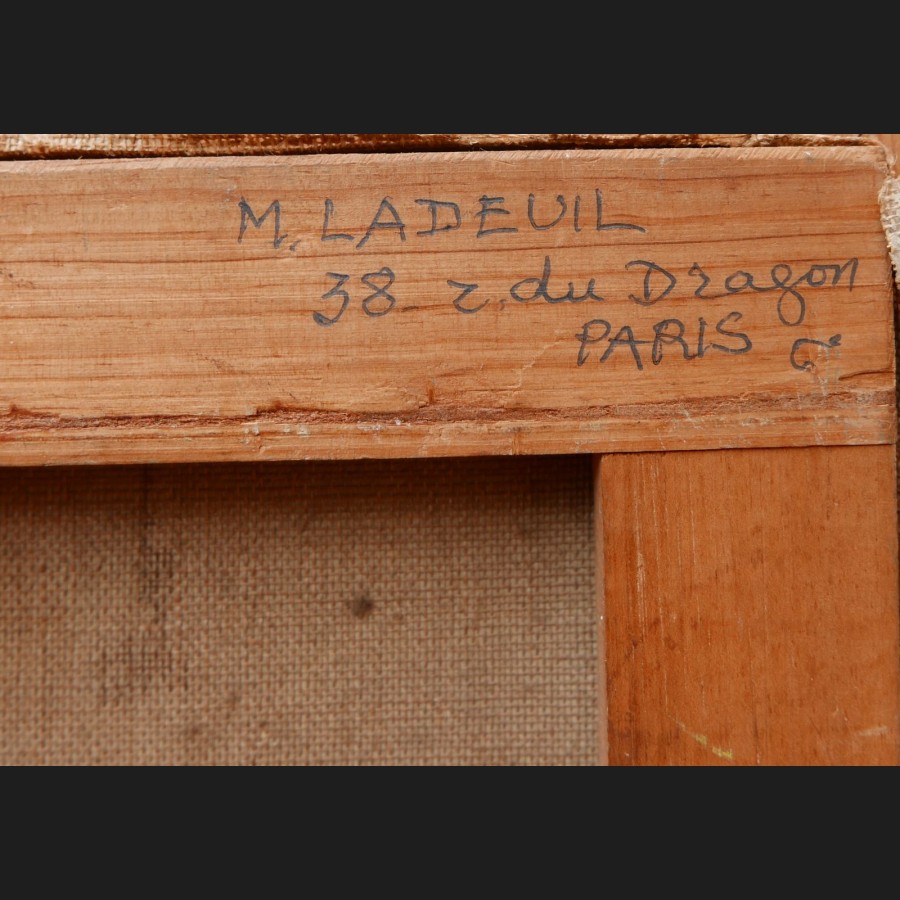 M. LADEUIL
38 r. du Dragon
PARIS 6e